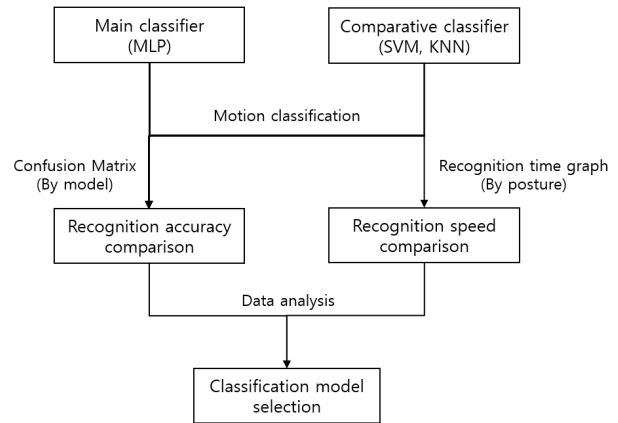 Main classifier
(MLP)
Comparative classifier
(SVM, KNN)
Motion classification
Confusion Matrix
(By model)
Recognition time graph
(By posture)
Recognition accuracy
comparison
Recognition speed
comparison
Data analysis
Classification model
selection